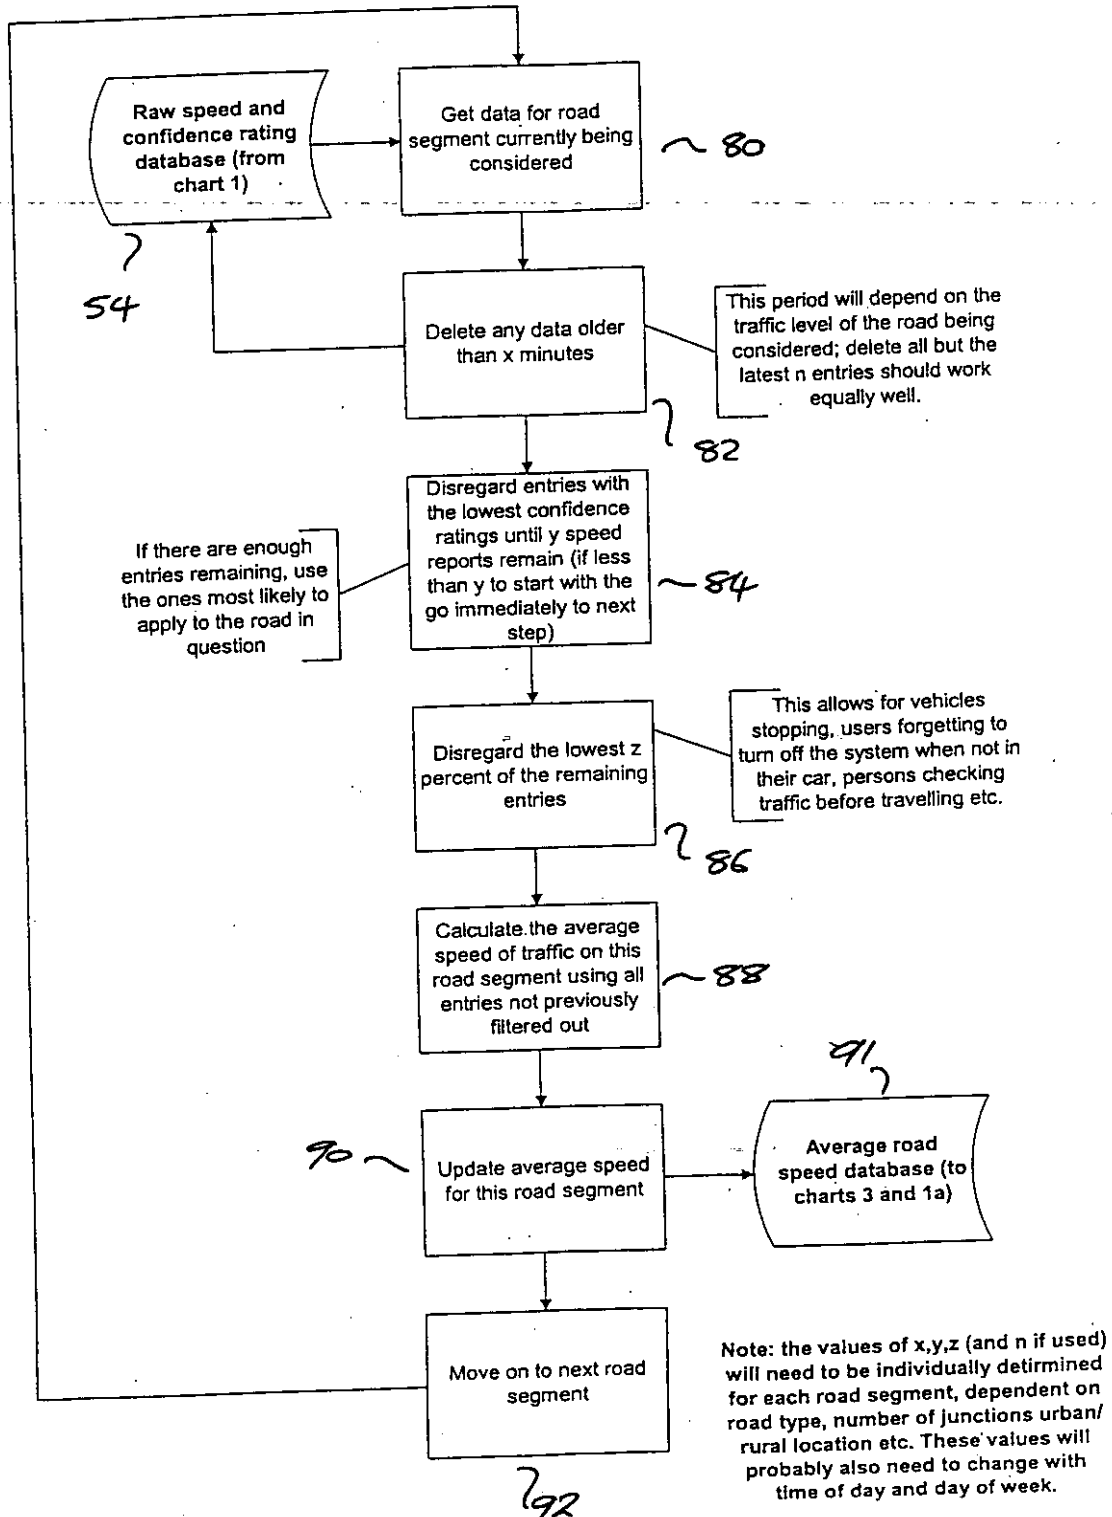 Raw speed and
confidence rating
database (from
chart 1)
54
Get data for road
segment currently being
considered
80
Delete any data older
than x minutes
82
This period will depend on the
traffic level of the road being
considered; delete all but the
latest n entries should work
equally well.
Disregard entries with
the lowest confidence
ratings until y speed
reports remain (if less
than y to start with the
go immediately to next
step)
84
If there are enough
entries remaining, use
the ones most likely to
apply to the road in
question
Disregard the lowest z
percent of the remaining
entries
86
This allows for vehicles
stopping, users forgetting to
turn off the system when not in
their car, persons checking
traffic before travelling etc.
Calculate the average
speed of traffic on this
road segment using all
entries not previously
filtered out
88
90
Update average speed
for this road segment
91
Average road
speed database (to
charts 3 and 1a)
Move on to next road
segment
92
Note: the values of x,y,z (and n if used)
will need to be individually detirmined
for each road segment, dependent on
road type, number of junctions urban/
rural location etc. These values will
probably also need to change with
time of day and day of week.